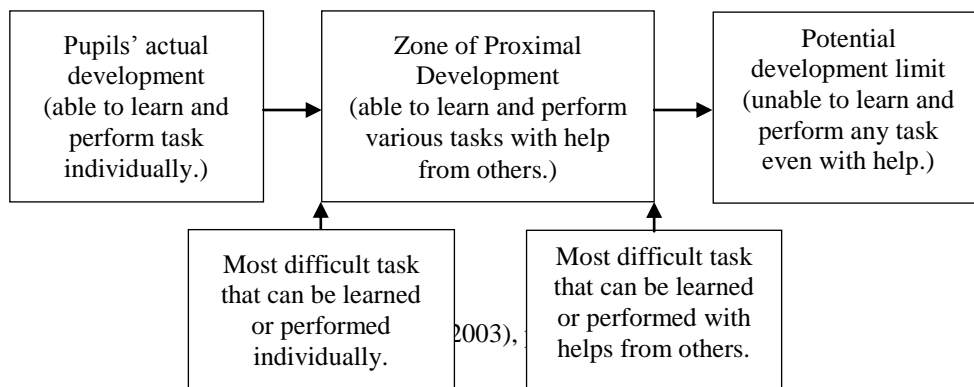 Pupils’ actual
development
(able to learn and
perform task
individually.)
Zone of Proximal
Development
(able to learn and perform
various tasks with help
from others.)
Potential
development limit
(unable to learn and
perform any task
even with help.)
Most difficult task
that can be learned
or performed
individually.
2003),
Most difficult task
that can be learned
or performed with
helps from others.